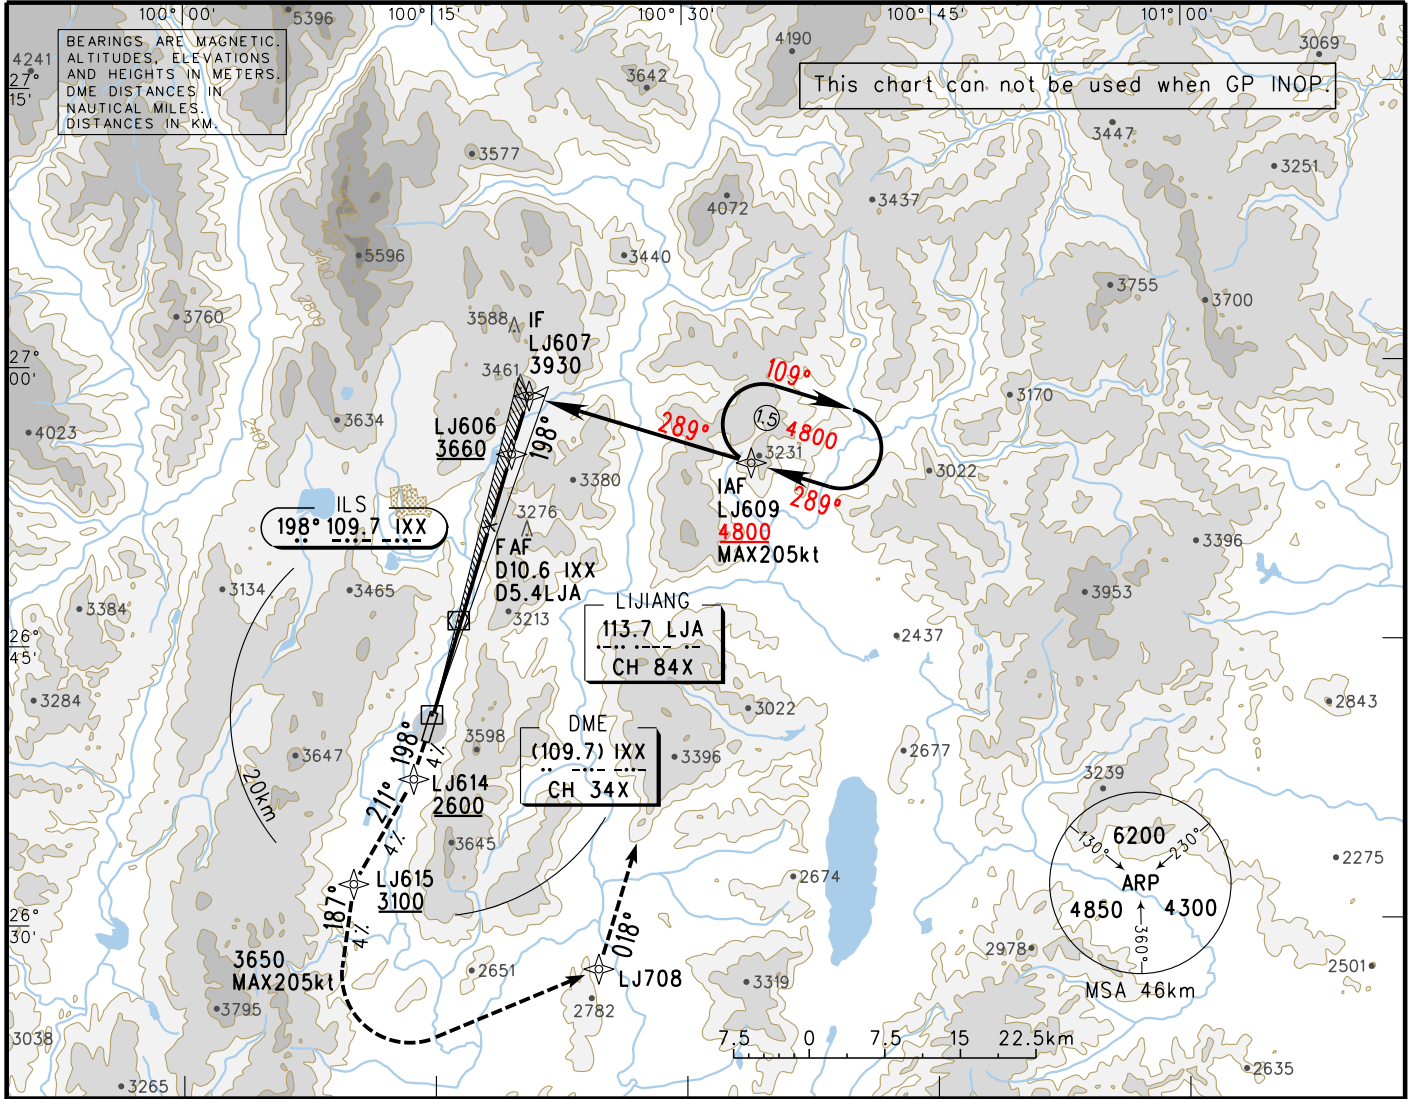 100° 00'
100° 15'
100° 30'
100° 45'
101° 00'
5396
4241
4190
3069
BEARINGS ARE MAGNETIC.
ALTITUDES, ELEVATIONS
AND HEIGHTS IN METERS.
DME DISTANCES IN
NAUTICAL MILES.
DISTANCES IN KM.
27°
15'
3642
This chart can not be used when GP INOP.
3447
3577
3251
4072
3437
5596
3440
2400
2800
3755
3700
3760
3588
IF
LJ607
3930
27°
00'
3461
109°
3170
1.5
4800
289°
3634
LJ606
3660
198°
4023
2400
3231
3022
3380
289°
IAF
LJ609
4800
MAX205kt
ILS
198° 109.7 IXX
3276
3396
FAF
D10.6 IXX
D5.4LJA
3134
3465
3953
3384
3213
LIJIANG
113.7 LJA
CH 84X
26°
45'
2437
3284
3022
2843
DME
(109.7) IXX
CH 34X
3598
198°
4%
3647
3396
2677
3239
20km
LJ614
2600
211°
4%
3645
6200
130°
230°
ARP
4850
4300
360°
MSA 46km
2275
2674
LJ615
3100
187°
4%
26°
30'
018°
2978
3650
MAX205kt
2651
LJ708
3319
2501
3795
2782
3038
7.5 0 7.5 15 22.5km
2635
3265